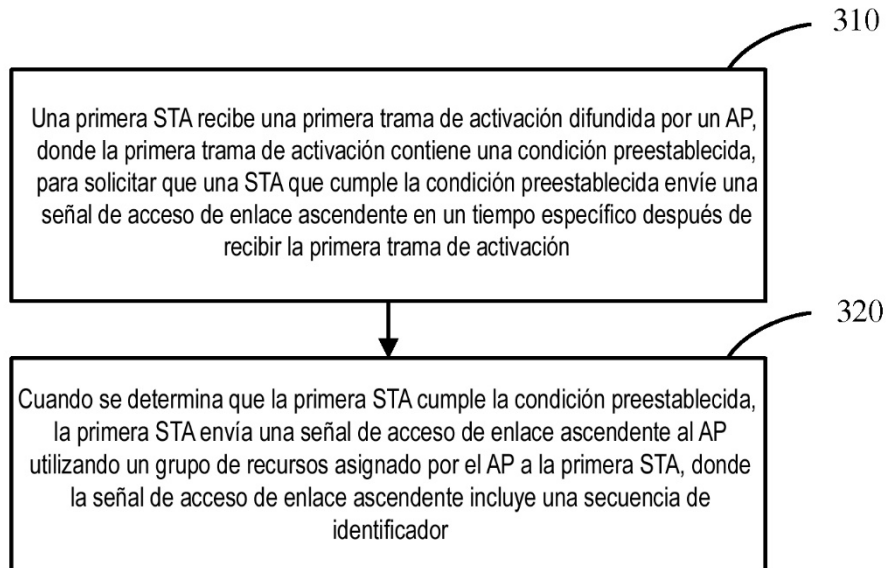 310
Una primera STA recibe una primera trama de activación difundida por un AP,
donde la primera trama de activación contiene una condición preestablecida,
para solicitar que una STA que cumple la condición preestablecida envíe una
señal de acceso de enlace ascendente en un tiempo específico después de
recibir la primera trama de activación
320
Cuando se determina que la primera STA cumple la condición preestablecida,
la primera STA envía una señal de acceso de enlace ascendente al AP
utilizando un grupo de recursos asignado por el AP a la primera STA, donde
la señal de acceso de enlace ascendente incluye una secuencia de
identificador